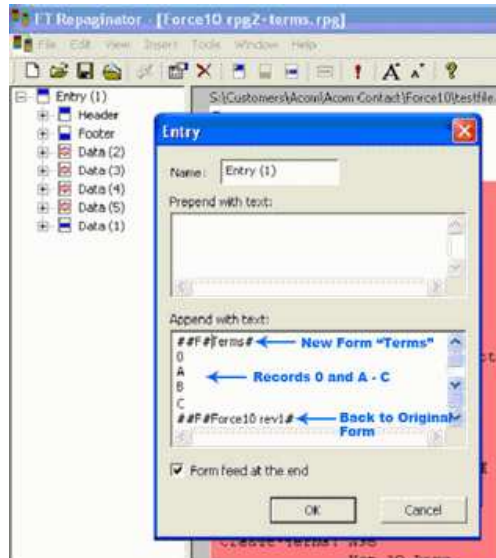 FT Repaginator - [Force10 rpg2-terms.rpg]
File Edit View Insert Tools Window Help
A A ?
Entry (1)
Header
Footer
Data (2)
Data (3)
Data (4)
Data (5)
Data (1)
S:\Customers\Acom\Acom Contact\Force10\testfile.
Entry
Name: Entry (1)
Prepend with text:
Append with text:
##F#Terms# New Form "Terms"
0
A
B Records 0 and A - C
C
##F#Force10 rev1# Back to Original Form
Form feed at the end
OK Cancel